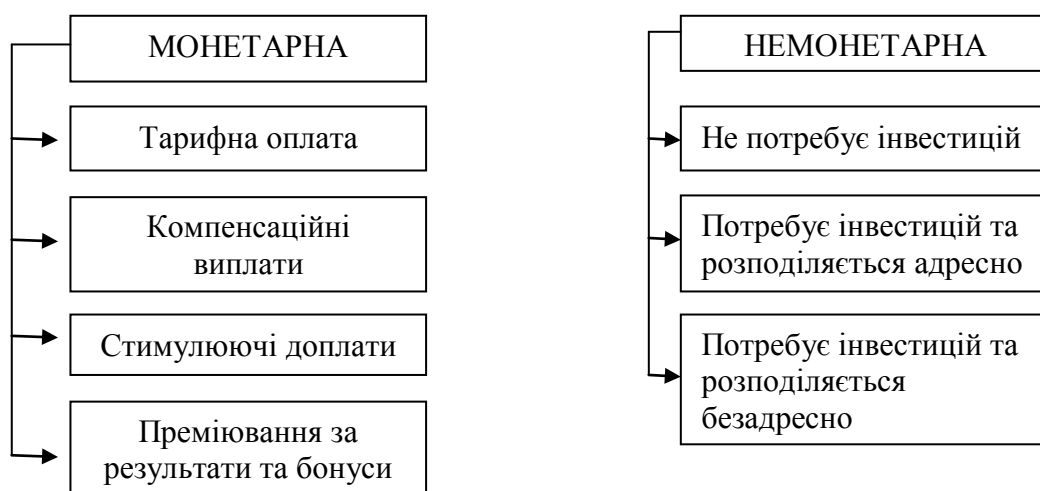 МОНЕТАРНА
Тарифна оплата
Компенсаційні
виплати
Стимулюючі доплати
Преміювання за
результати та бонуси
НЕМОНЕТАРНА
Не потребує інвестицій
Потребує інвестицій та
розподіляється адресно
Потребує інвестицій та
розподіляється
безадресно